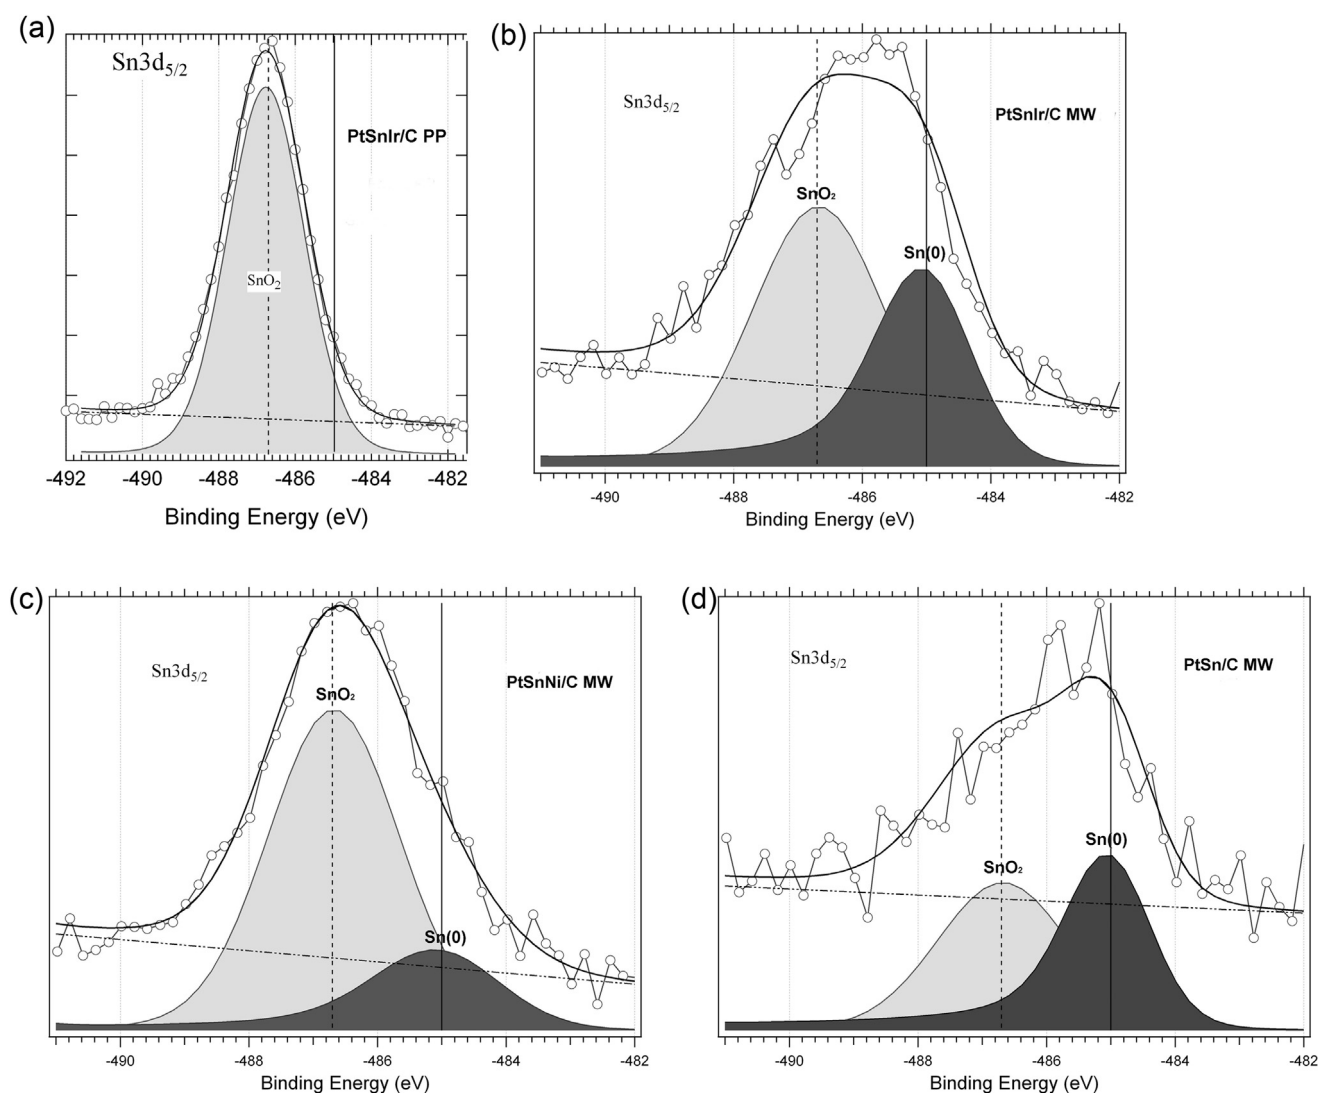 (a)
Sn3d5/2
PtSnIr/C PP
SnO2
-492 -490 -488 -486 -484 -482
Binding Energy (eV)
(b)
Sn3d5/2
PtSnIr/C MW
SnO2
Sn(0)
-490 -488 -486 -484 -482
Binding Energy (eV)
(c)
Sn3d5/2
PtSnNi/C MW
SnO2
Sn(0)
-490 -488 -486 -484 -482
Binding Energy (eV)
(d)
Sn3d5/2
PtSn/C MW
SnO2
Sn(0)
-490 -488 -486 -484 -482
Binding Energy (eV)